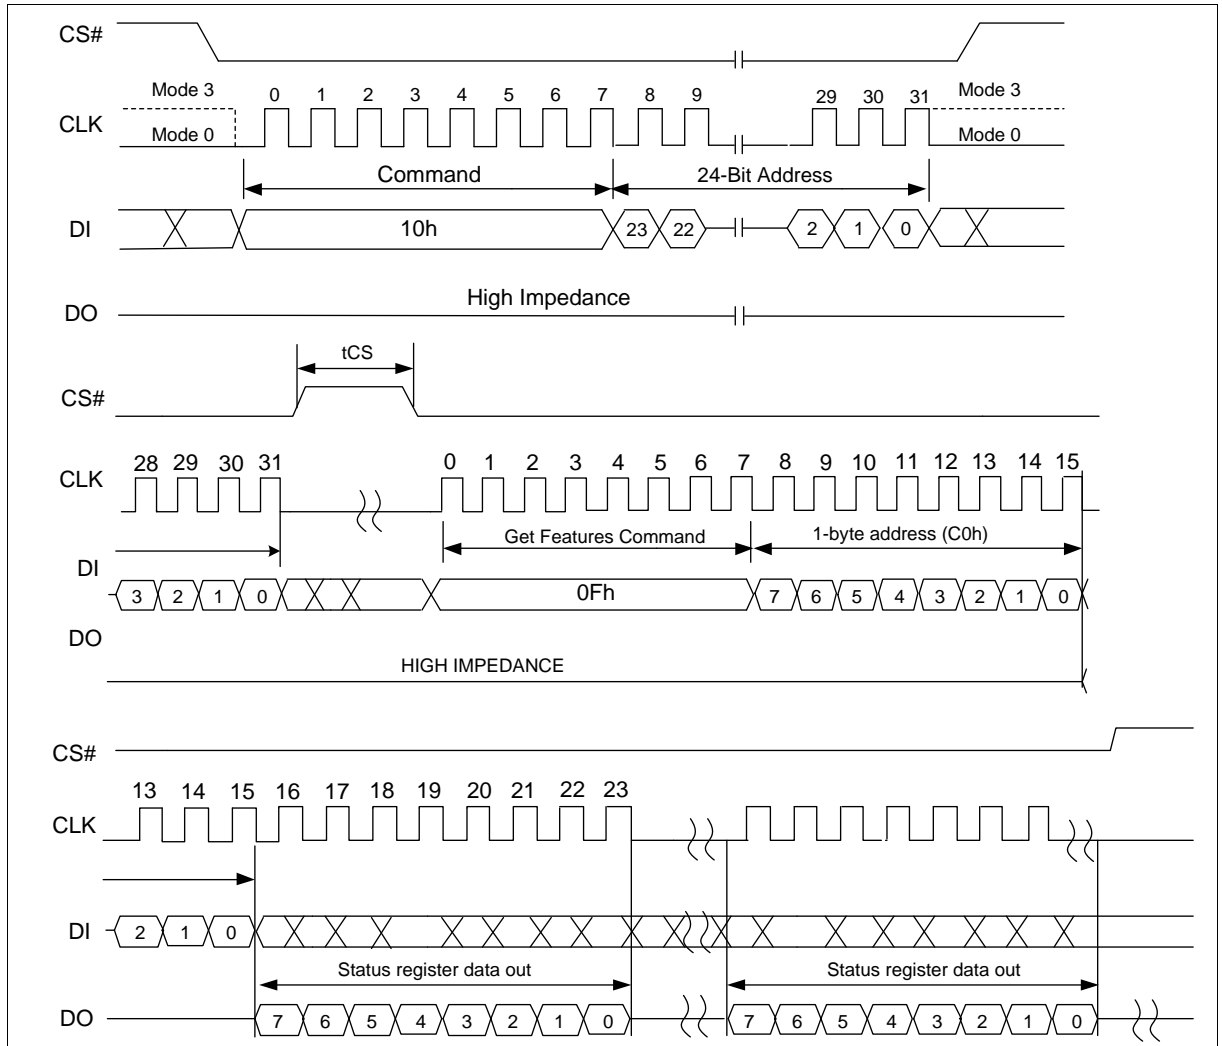 CS#
Mode 3 0 1 2 3 4 5 6 7 8 9 29 30 31 Mode 3
CLK
Mode 0 Mode 0
Command 24-Bit Address
DI 10h 23 22 2 1 0
High Impedance
DO
tCS
CS#
28 29 30 31 0 1 2 3 4 5 6 7 8 9 10 11 12 13 14 15
CLK
Get Features Command 1-byte address (C0h)
DI
3 2 1 0 0Fh 7 6 5 4 3 2 1 0
DO
HIGH IMPEDANCE
CS#
13 14 15 16 17 18 19 20 21 22 23
CLK
DI 2 1 0
Status register data out Status register data out
DO 7 6 5 4 3 2 1 0 7 6 5 4 3 2 1 0